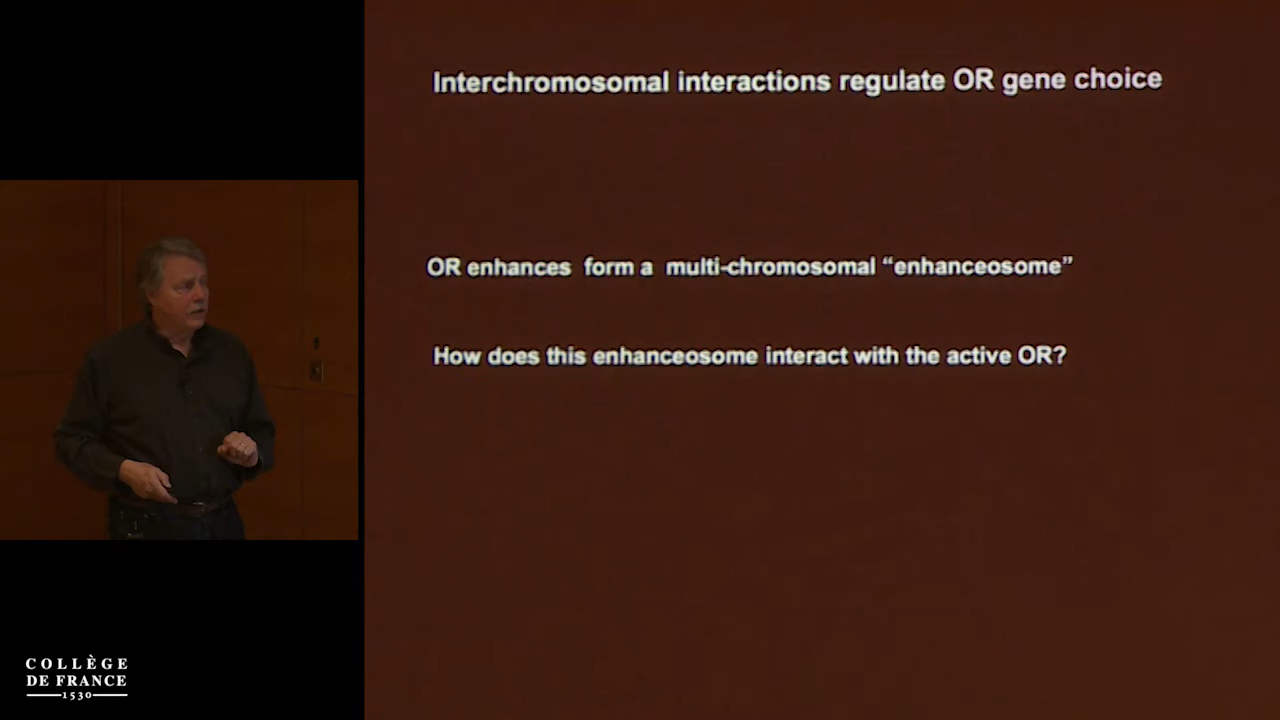 Interchromosomal interactions regulate OR gene choice
OR enhances form a multi-chromosomal “enhanceosome”
How does this enhanceosome interact with the active OR?
COLLÈGE
DE FRANCE
1530